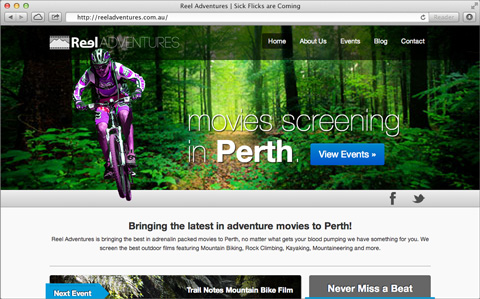 Reel Adventures | Sick Flicks are Coming
http://reeladventures.com.au/
Reader
Reel ADVENTURES
Home About Us Events Blog Contact
movies screening
in Perth.
View Events »
Bringing the latest in adventure movies to Perth!
Reel Adventures is bringing the best in adrenalin packed movies to Perth, no matter what gets your blood pumping we have something for you. We
screen the best outdoor films featuring Mountain Biking, Rock Climbing, Kayaking, Mountaineering and more.
Next Event
Trail Notes Mountain Bike Film
Never Miss a Beat